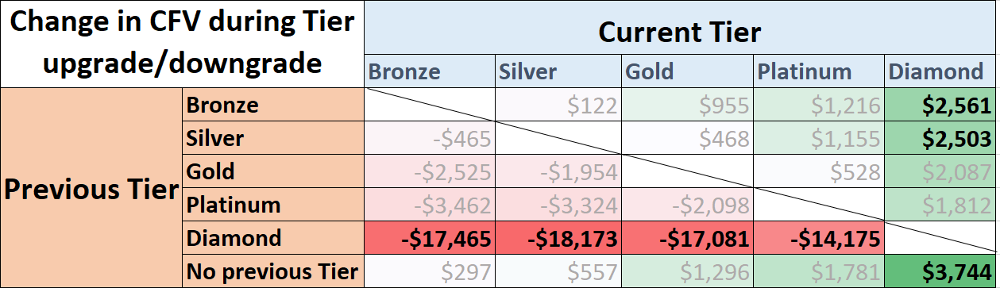 Change in CFV during Tier
upgrade/downgrade
Current Tier
Bronze Silver Gold Platinum Diamond
Previous Tier
Bronze $122 $955 $1,216 $2,561
Silver -$465 $468 $1,155 $2,503
Gold -$2,525 -$1,954 $528 $2,087
Platinum -$3,462 -$3,324 -$2,098 $1,812
Diamond -$17,465 -$18,173 -$17,081 -$14,175
No previous Tier $297 $557 $1,296 $1,781 $3,744